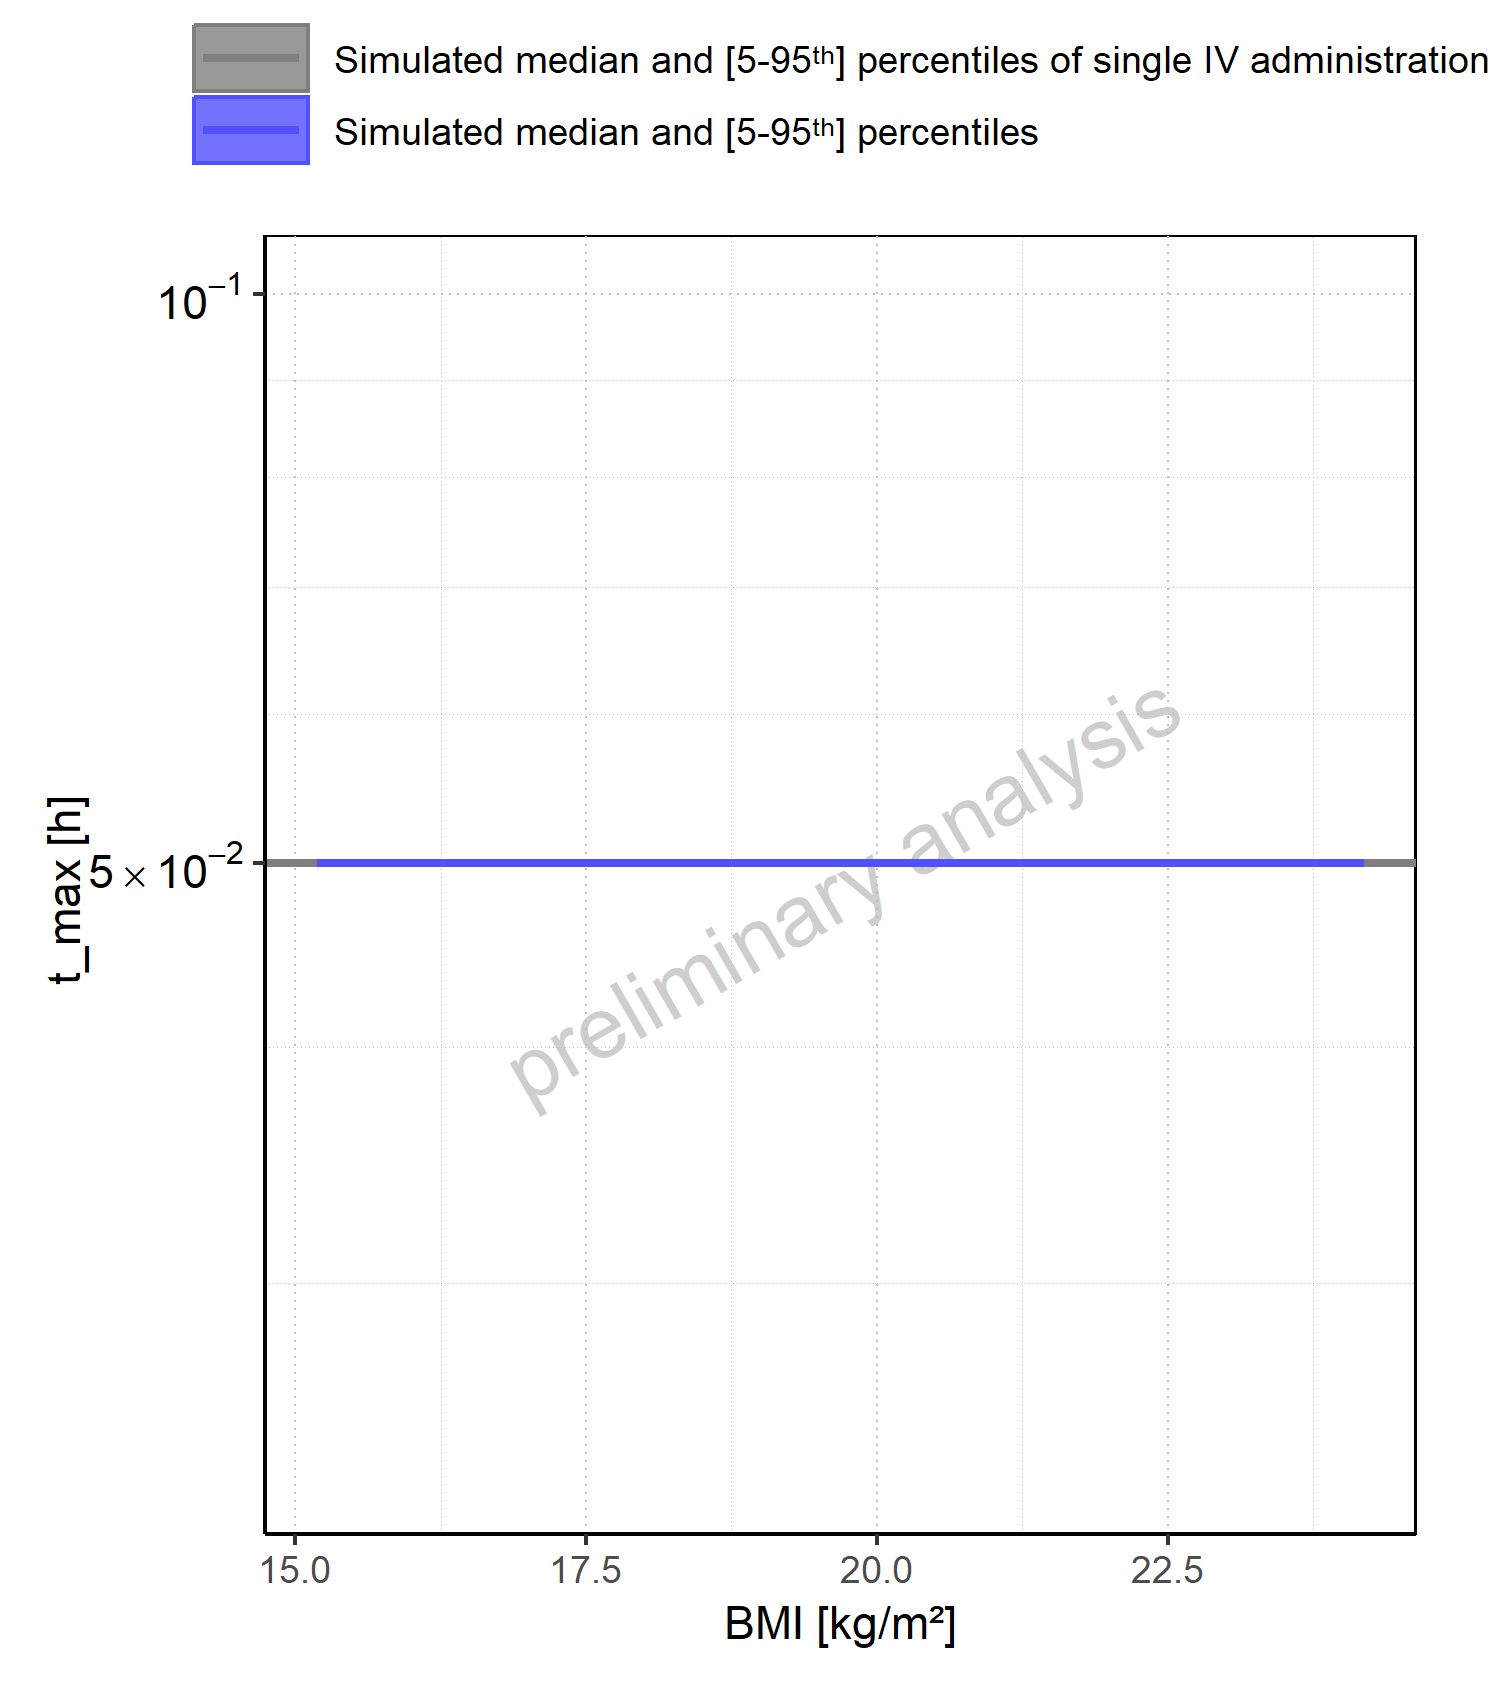 Simulated median and [5-95ᵗʰ] percentiles of single IV administration
Simulated median and [5-95ᵗʰ] percentiles
10⁻¹
5 × 10⁻²
t_max [h]
preliminary analysis
15.0 17.5 20.0 22.5
BMI [kg/m²]